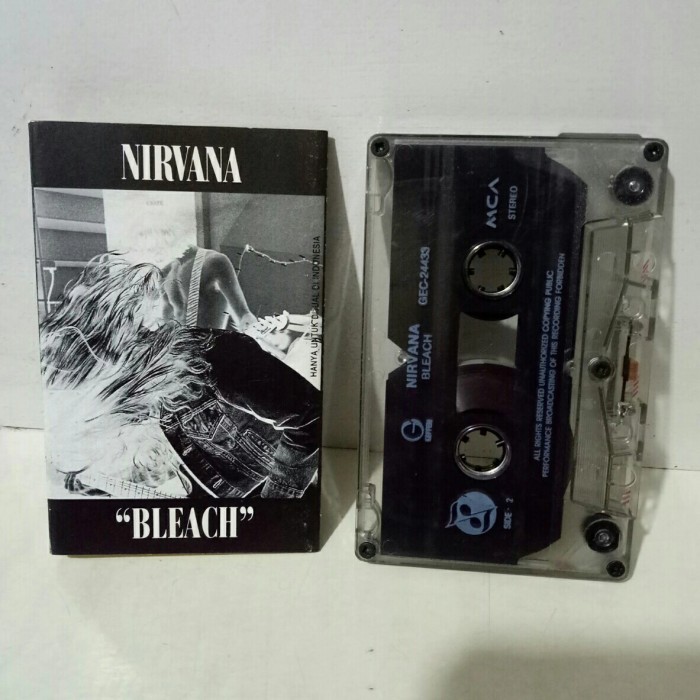 NIRVANA
HANYA UNTUK DIJUAL DI INDONESIA
“BLEACH”
MCA
STEREO
NIRVANA
BLEACH
GEC-24433
ALL RIGHTS RESERVED UNAUTHORIZED COPYING PUBLIC
PERFORMANCE BROADCASTING OF THIS RECORDING FORBIDDEN
G
GEFFEN
SIDE - 2